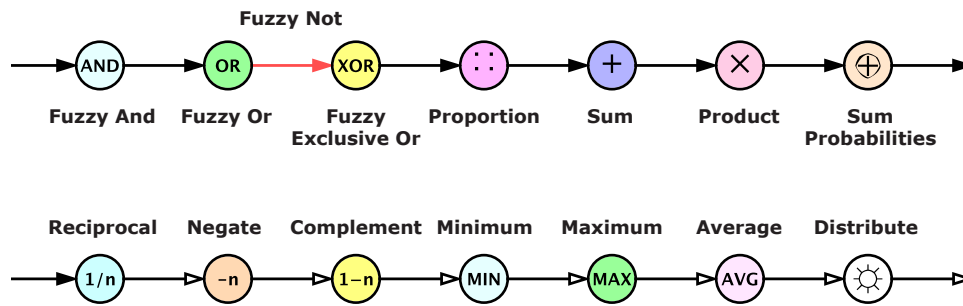 Fuzzy Not
AND OR XOR :: + × ⊕
Fuzzy And Fuzzy Or Fuzzy Proportion Sum Product Sum
Exclusive Or Probabilities
Reciprocal Negate Complement Minimum Maximum Average Distribute
1/n -n 1-n MIN MAX AVG